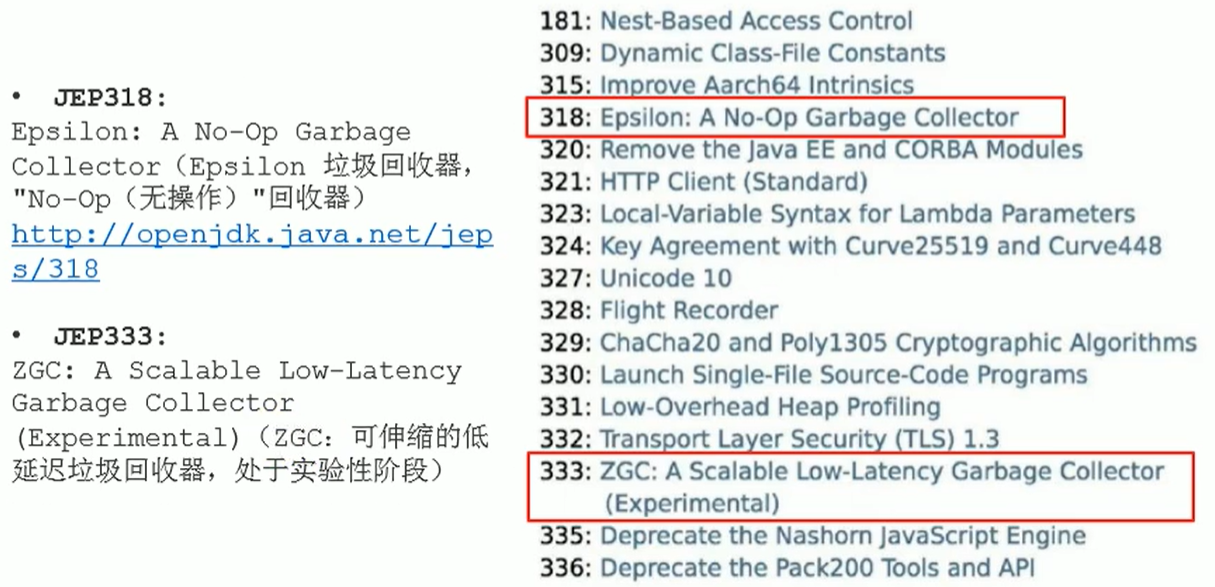 • JEP318:
Epsilon: A No-Op Garbage
Collector（Epsilon 垃圾回收器，
"No-Op（无操作）"回收器）
http://openjdk.java.net/jep
s/318
• JEP333:
ZGC: A Scalable Low-Latency
Garbage Collector
(Experimental)（ZGC：可伸缩的低
延迟垃圾回收器，处于实验性阶段）
181: Nest-Based Access Control
309: Dynamic Class-File Constants
315: Improve Aarch64 Intrinsics
318: Epsilon: A No-Op Garbage Collector
320: Remove the Java EE and CORBA Modules
321: HTTP Client (Standard)
323: Local-Variable Syntax for Lambda Parameters
324: Key Agreement with Curve25519 and Curve448
327: Unicode 10
328: Flight Recorder
329: ChaCha20 and Poly1305 Cryptographic Algorithms
330: Launch Single-File Source-Code Programs
331: Low-Overhead Heap Profiling
332: Transport Layer Security (TLS) 1.3
333: ZGC: A Scalable Low-Latency Garbage Collector
(Experimental)
335: Deprecate the Nashorn JavaScript Engine
336: Deprecate the Pack200 Tools and API